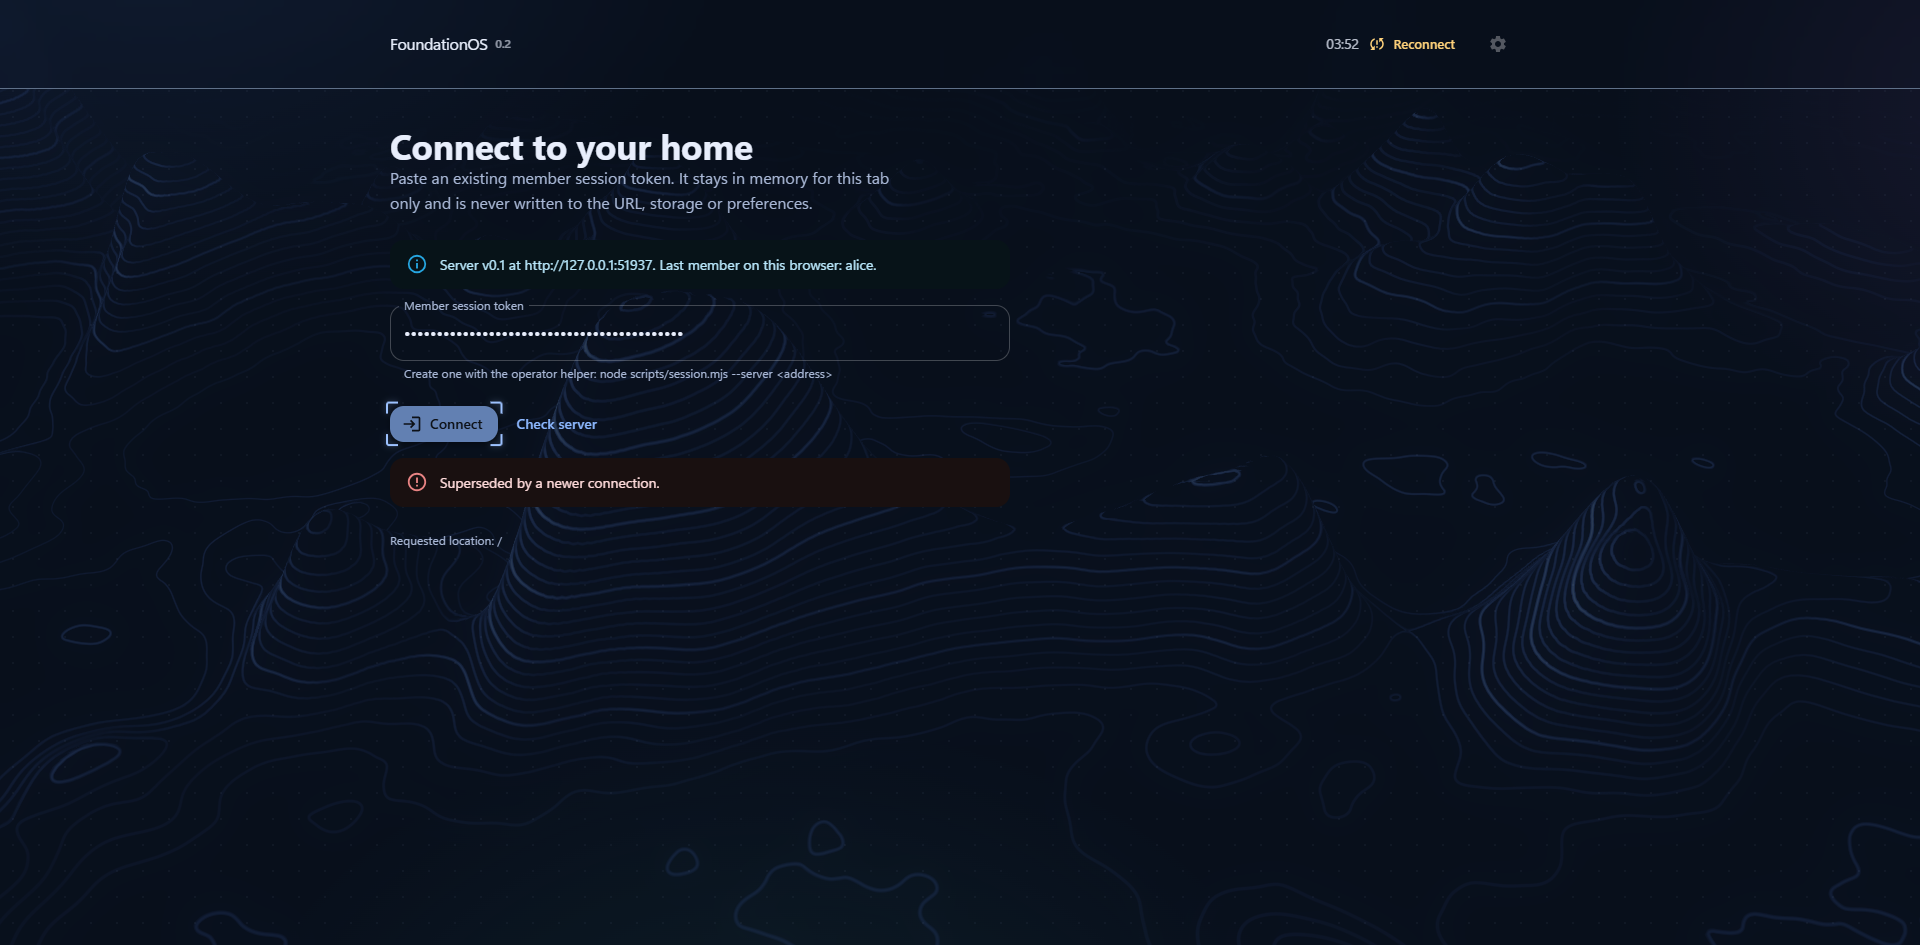 FoundationOS 0.2
03:52 Reconnect
Connect to your home
Paste an existing member session token. It stays in memory for this tab
only and is never written to the URL, storage or preferences.
Server v0.1 at http://127.0.0.1:51937. Last member on this browser: alice.
Member session token
•••••••••••••••••••••••••••••••••••••••••••
Create one with the operator helper: node scripts/session.mjs --server <address>
Connect Check server
Superseded by a newer connection.
Requested location: /